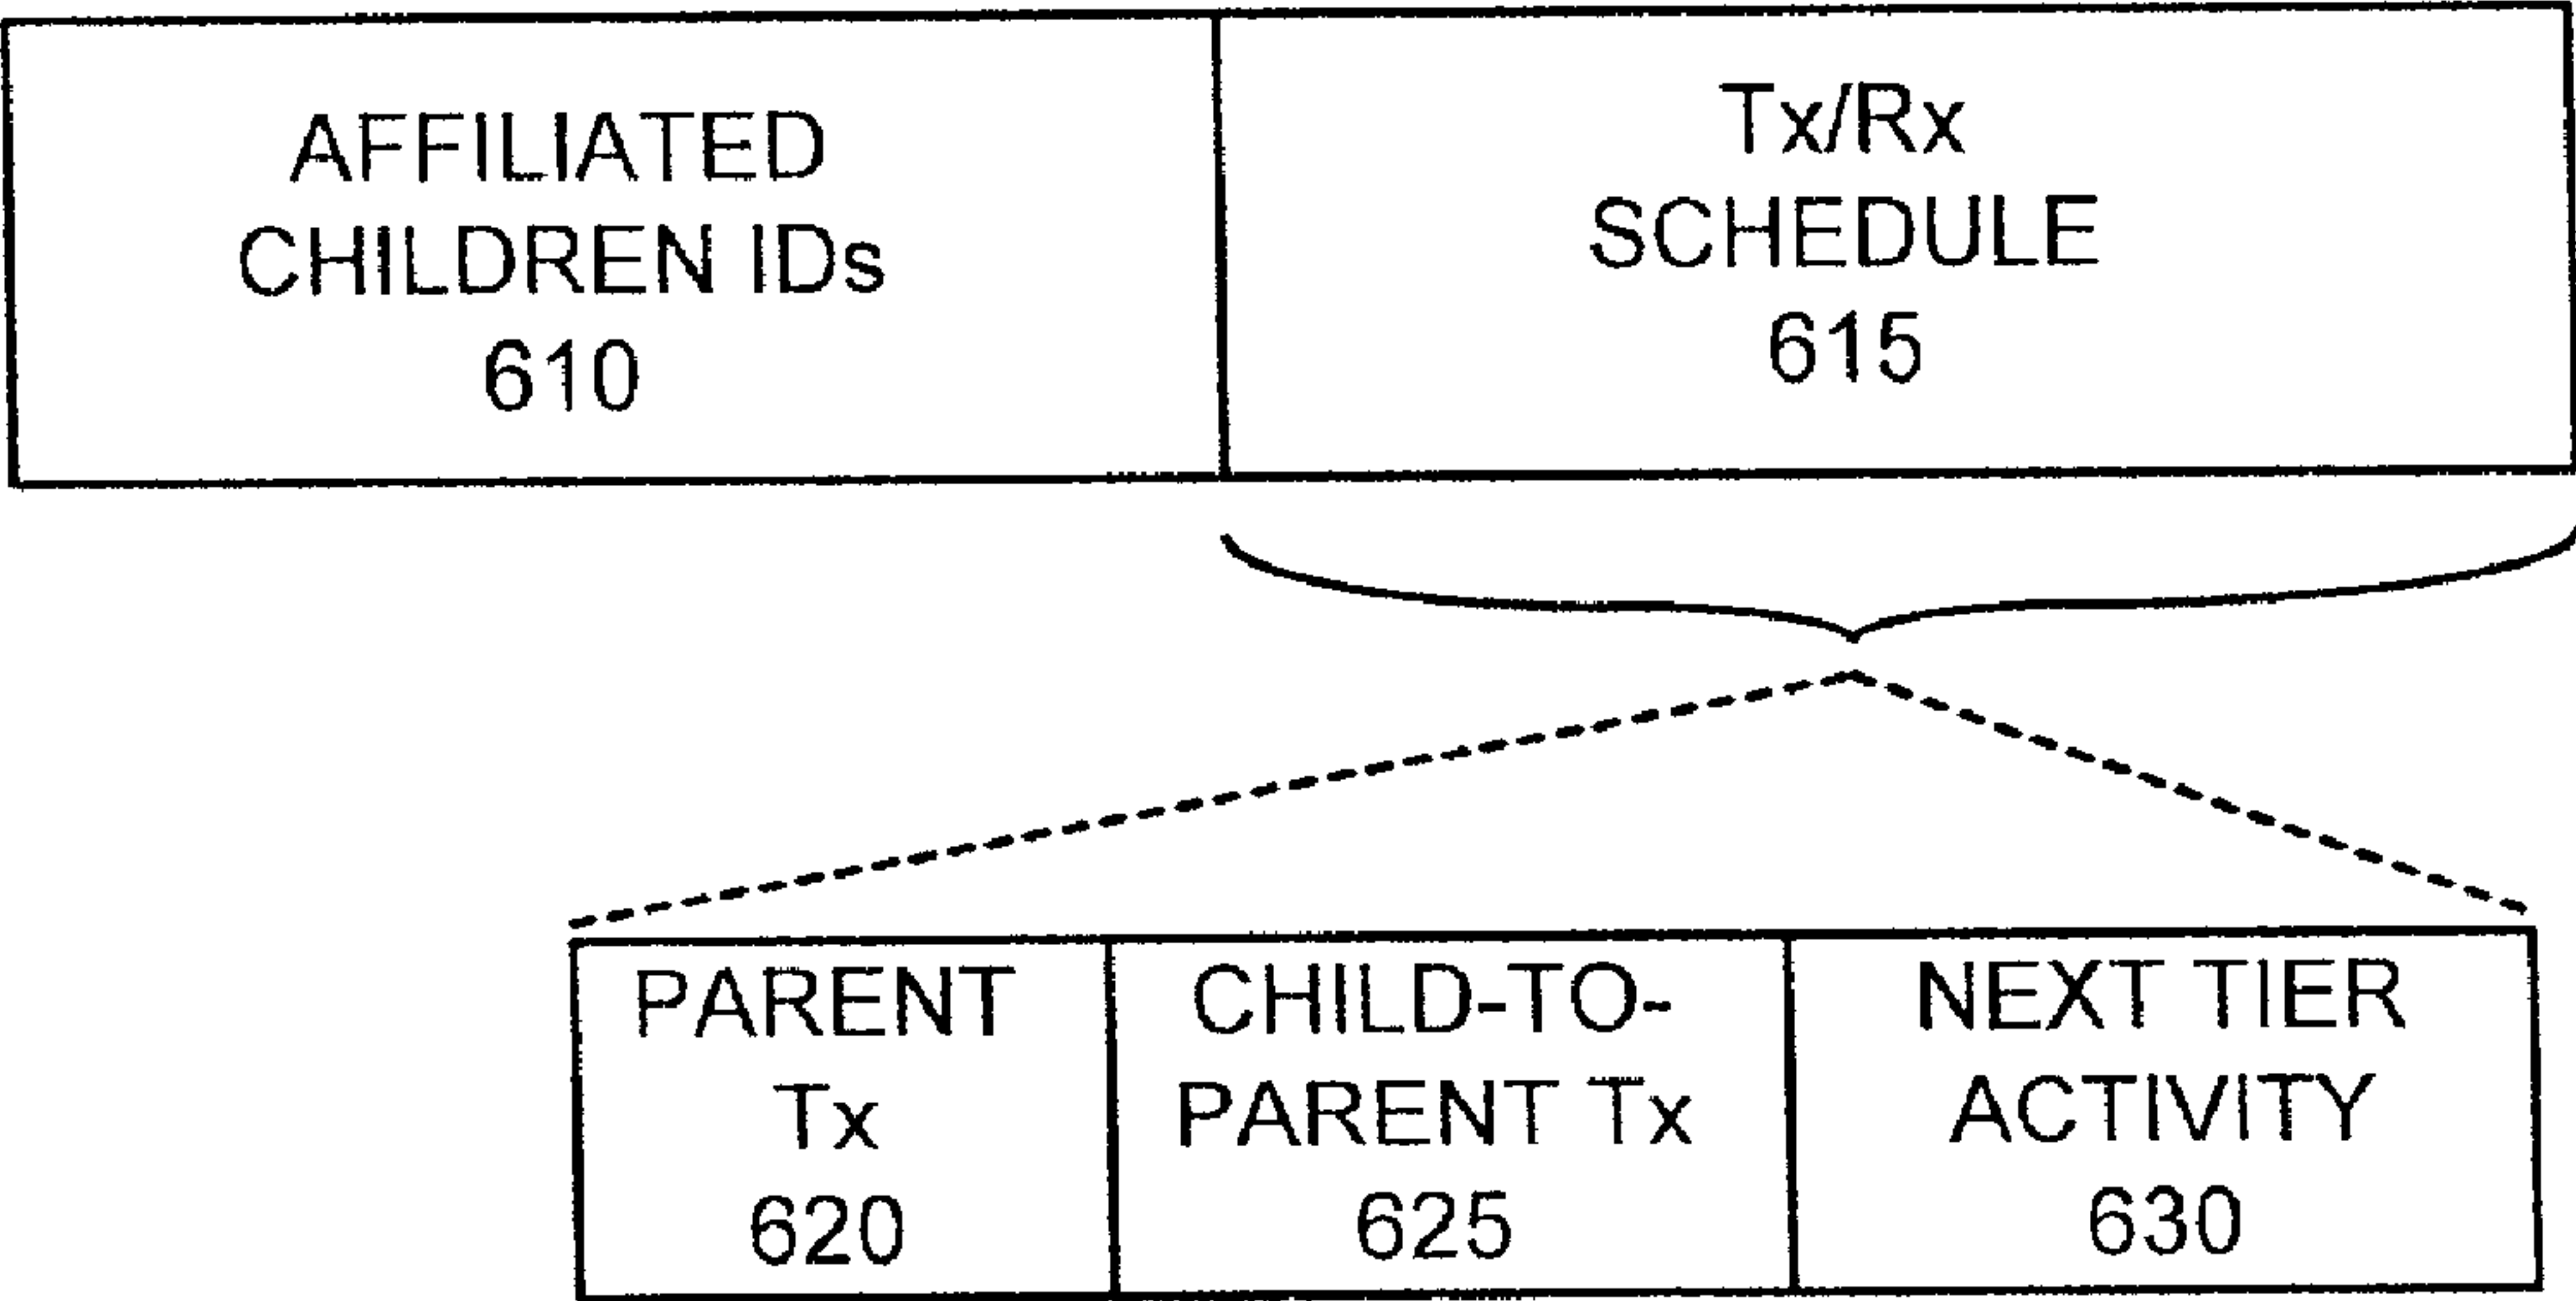 AFFILIATED
CHILDREN IDs
610
Tx/Rx
SCHEDULE
615
PARENT
Tx
620
CHILD-TO-
PARENT Tx
625
NEXT TIER
ACTIVITY
630